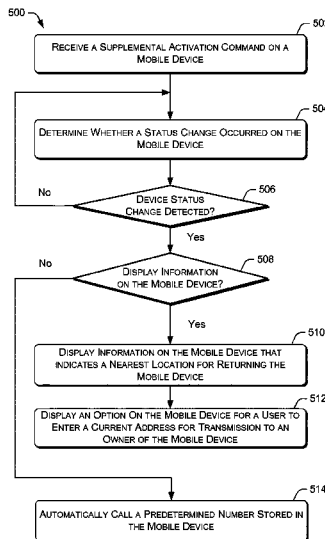 500
502
RECEIVE A SUPPLEMENTAL ACTIVATION COMMAND ON A
MOBILE DEVICE
504
DETERMINE WHETHER A STATUS CHANGE OCCURRED ON THE
MOBILE DEVICE
No
506
DEVICE STATUS
CHANGE DETECTED?
Yes
No
508
DISPLAY INFORMATION
ON THE MOBILE DEVICE?
Yes
510
DISPLAY INFORMATION ON THE MOBILE DEVICE THAT
INDICATES A NEAREST LOCATION FOR RETURNING THE
MOBILE DEVICE
512
DISPLAY AN OPTION ON THE MOBILE DEVICE FOR A USER TO
ENTER A CURRENT ADDRESS FOR TRANSMISSION TO AN
OWNER OF THE MOBILE DEVICE
514
AUTOMATICALLY CALL A PREDETERMINED NUMBER STORED IN
THE MOBILE DEVICE